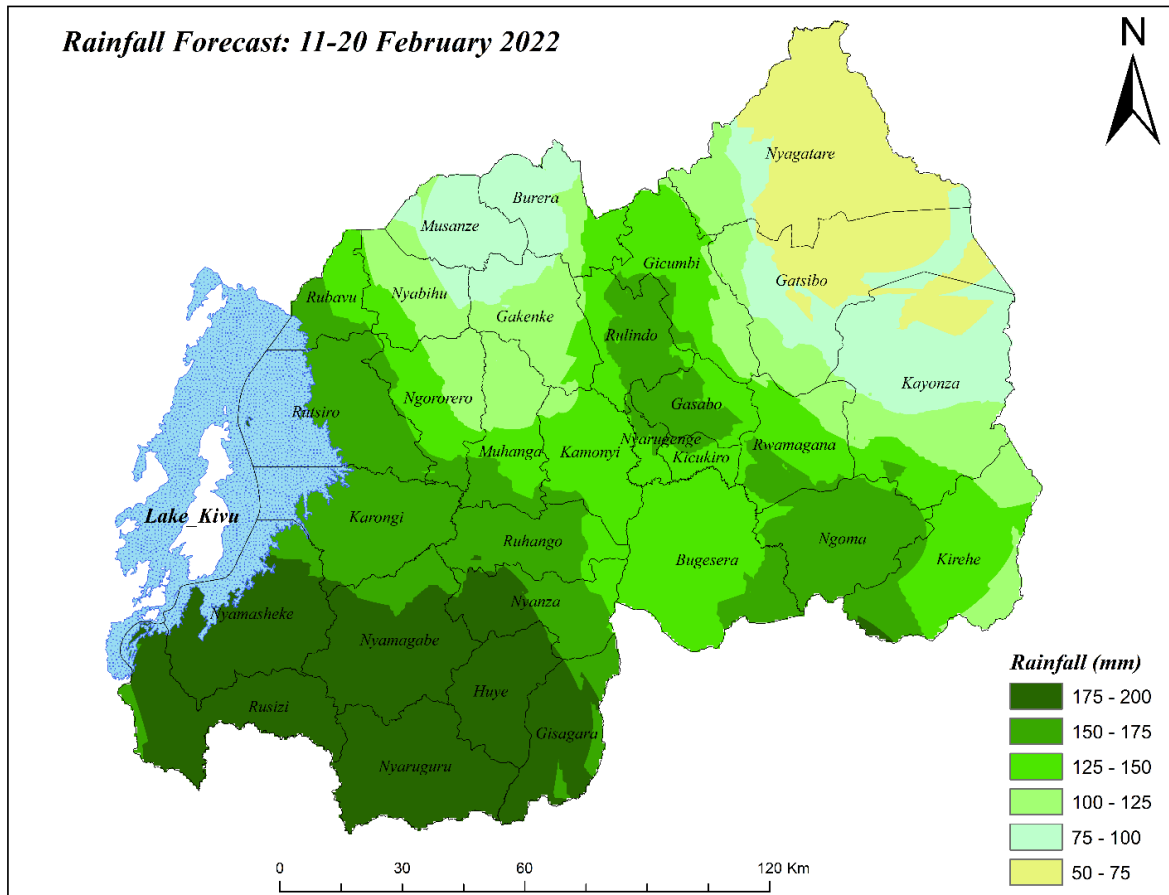 Rainfall Forecast: 11-20 February 2022
N
Nyagatare
Burera
Musanze
Gicumbi
Gatsibo
Rubavu
Nyabihu
Gakenke
Rulindo
Kayonza
Ngororero
Gasabo
Rutsiro
Nyarugenge
Rwamagana
Muhanga
Kamonyi
Kicukiro
Lake_Kivu
Karongi
Ruhango
Ngoma
Bugesera
Kirehe
Nyamasheke
Nyanza
Nyamagabe
Huye
Rusizi
Gisagara
Nyaruguru
Rainfall (mm)
175 - 200
150 - 175
125 - 150
100 - 125
75 - 100
50 - 75
0 30 60 120 Km